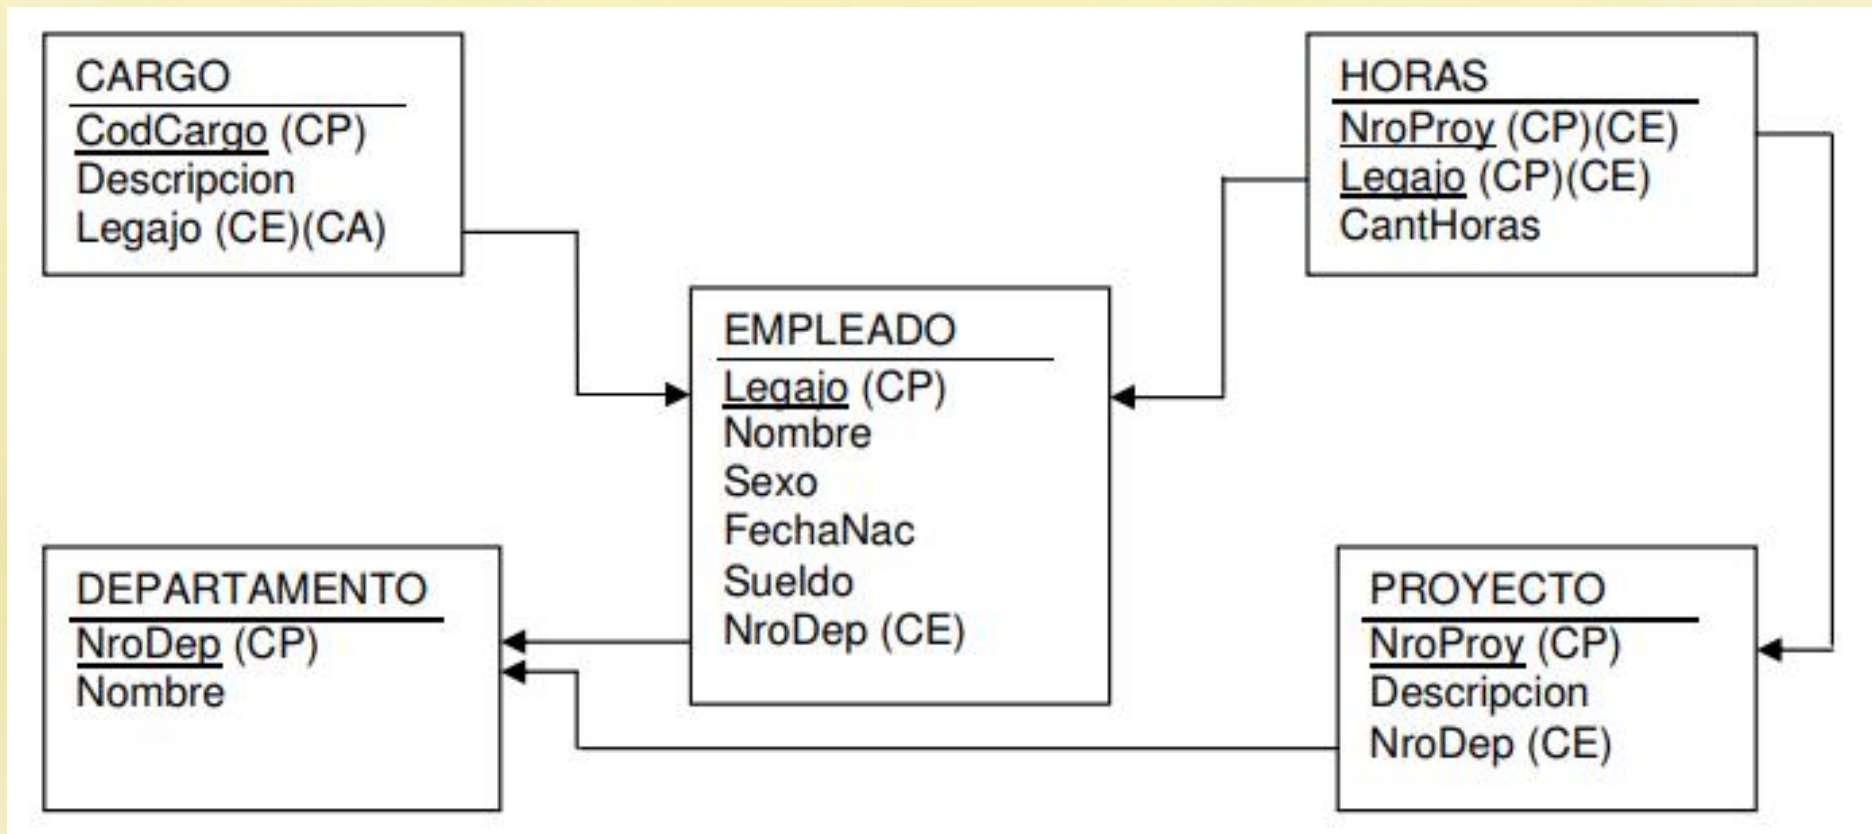 CARGO
CodCargo (CP)
Descripcion
Legajo (CE)(CA)
HORAS
NroProy (CP)(CE)
Legajo (CP)(CE)
CantHoras
EMPLEADO
Legajo (CP)
Nombre
Sexo
FechaNac
Sueldo
NroDep (CE)
DEPARTAMENTO
NroDep (CP)
Nombre
PROYECTO
NroProy (CP)
Descripcion
NroDep (CE)